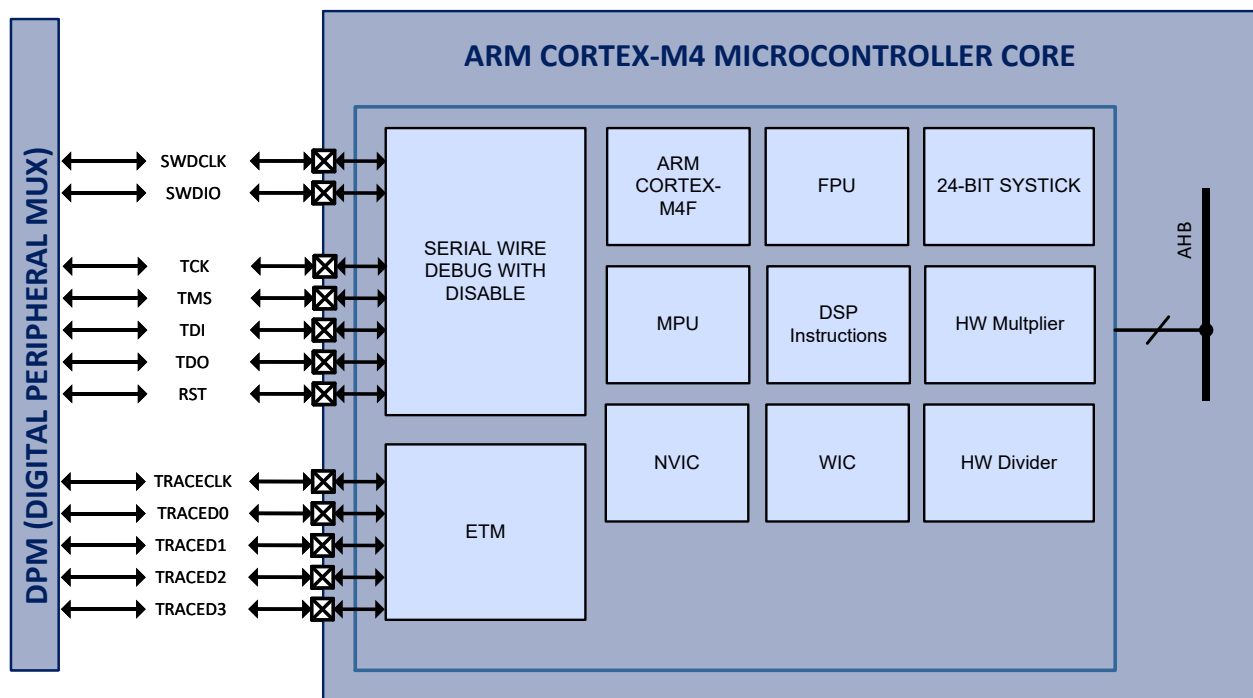 ARM CORTEX-M4 MICROCONTROLLER CORE
DPM (DIGITAL PERIPHERAL MUX)
SWDCLK
SWDIO
TCK
TMS
TDI
TDO
RST
TRACECLK
TRACED0
TRACED1
TRACED2
TRACED3
SERIAL WIRE
DEBUG WITH
DISABLE
ETM
ARM
CORTEX-
M4F
FPU
24-BIT SYSTICK
MPU
DSP
Instructions
HW Multplier
NVIC
WIC
HW Divider
AHB